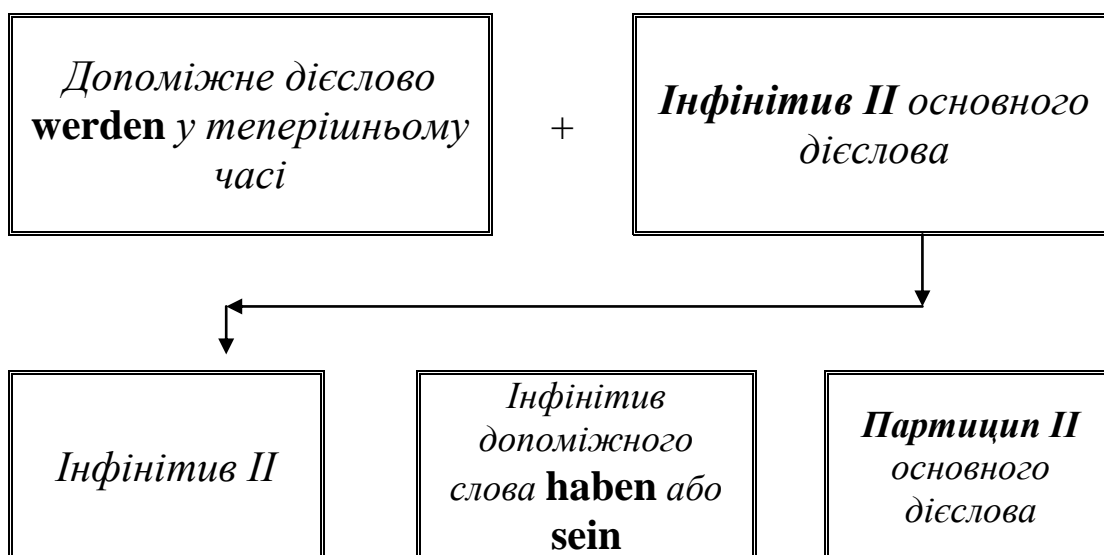 Допоміжне дієслово
werden у теперішньому
часі
+
Інфінітив II основного
дієслова
Інфінітив II
Інфінітив
допоміжного
слова haben або
sein
Партицип II
основного
дієслова